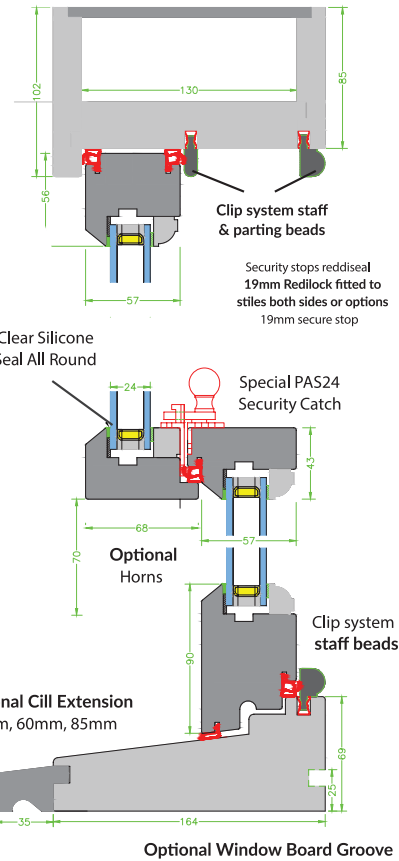 102
130
85
56
Clip system staff
& parting beads
57
Security stops reddiseal
19mm Redilock fitted to
stiles both sides or options
19mm secure stop
Clear Silicone
Seal All Round
24
Special PAS24
Security Catch
43
68
57
70
Optional
Horns
90
Clip system
staff beads
nal Cill Extension
m, 60mm, 85mm
69
25
35
164
Optional Window Board Groove